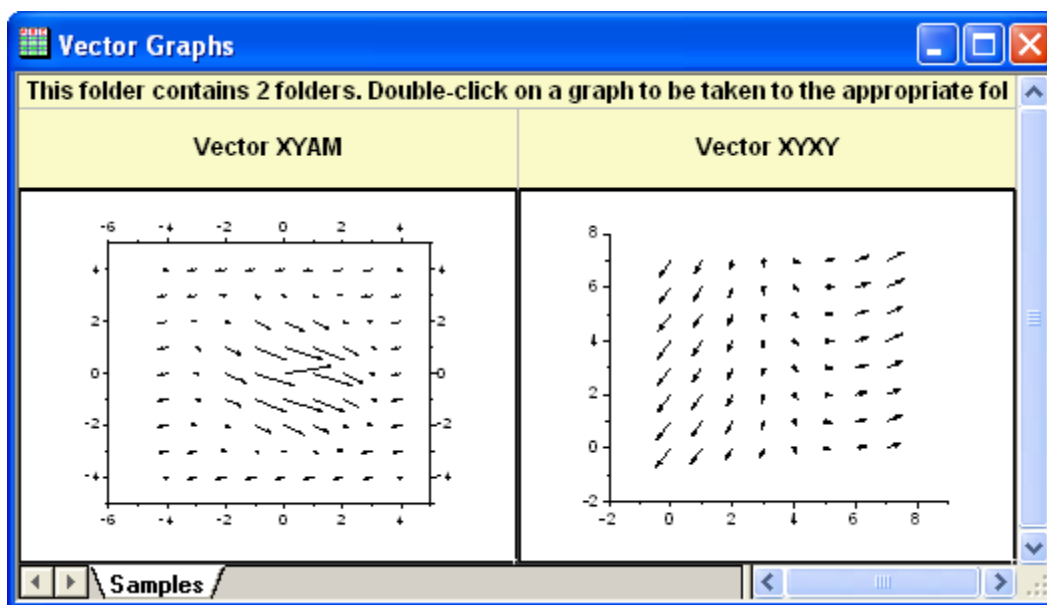 Vector Graphs
This folder contains 2 folders. Double-click on a graph to be taken to the appropriate fol
Vector XYAM
Vector XYXY
-6 -4 -2 0 2 4
4 4
2 2
0 0
-2 -2
-4 -4
-6 -4 -2 0 2 4
8
6
4
2
0
-2
-2 0 2 4 6 8
Samples